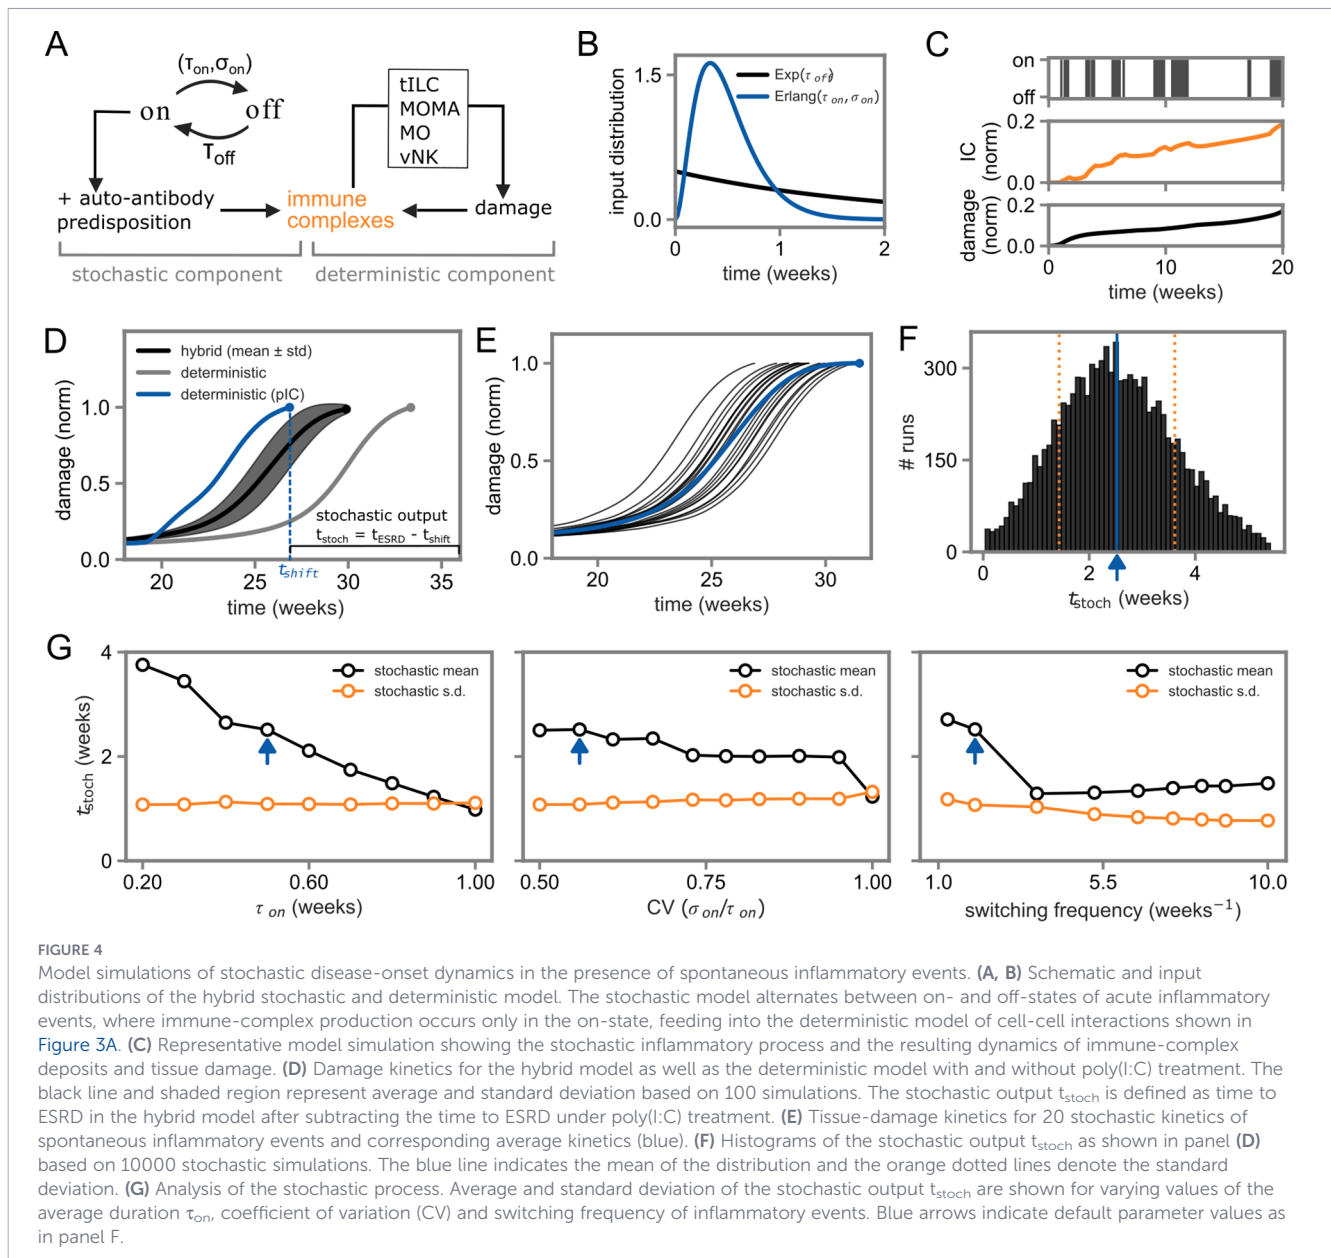 A
(τon,σon)
on
off
τoff
tILC
MOMA
MO
vNK
+ auto-antibody
predisposition
immune
complexes
damage
stochastic component
deterministic component
B
1.5
0.0
input distribution
Exp(τ off)
Erlang(τ on, σ on)
0
1
2
time (weeks)
C
on
off
0.2
0.0
IC
(norm)
0.2
0.0
damage
(norm)
0
10
20
time (weeks)
D
hybrid (mean ± std)
deterministic
deterministic (pIC)
1.0
0.5
0.0
damage (norm)
stochastic output
tstoch = tESRD - tshift
tshift
20
25
30
35
time (weeks)
E
1.0
0.5
0.0
damage (norm)
20
25
30
time (weeks)
F
300
150
0
# runs
0
2
4
tstoch (weeks)
G
4
2
0
tstoch (weeks)
stochastic mean
stochastic s.d.
0.20
0.60
1.00
τ on (weeks)
stochastic mean
stochastic s.d.
0.50
0.75
1.00
CV (σ on/τ on)
stochastic mean
stochastic s.d.
1.0
5.5
10.0
switching frequency (weeks−1)
FIGURE 4
Model simulations of stochastic disease-onset dynamics in the presence of spontaneous inflammatory events. (A, B) Schematic and input
distributions of the hybrid stochastic and deterministic model. The stochastic model alternates between on- and off-states of acute inflammatory
events, where immune-complex production occurs only in the on-state, feeding into the deterministic model of cell-cell interactions shown in
Figure 3A. (C) Representative model simulation showing the stochastic inflammatory process and the resulting dynamics of immune-complex
deposits and tissue damage. (D) Damage kinetics for the hybrid model as well as the deterministic model with and without poly(I:C) treatment. The
black line and shaded region represent average and standard deviation based on 100 simulations. The stochastic output tstoch is defined as time to
ESRD in the hybrid model after subtracting the time to ESRD under poly(I:C) treatment. (E) Tissue-damage kinetics for 20 stochastic kinetics of
spontaneous inflammatory events and corresponding average kinetics (blue). (F) Histograms of the stochastic output tstoch as shown in panel (D)
based on 10000 stochastic simulations. The blue line indicates the mean of the distribution and the orange dotted lines denote the standard
deviation. (G) Analysis of the stochastic process. Average and standard deviation of the stochastic output tstoch are shown for varying values of the
average duration τon, coefficient of variation (CV) and switching frequency of inflammatory events. Blue arrows indicate default parameter values as
in panel F.